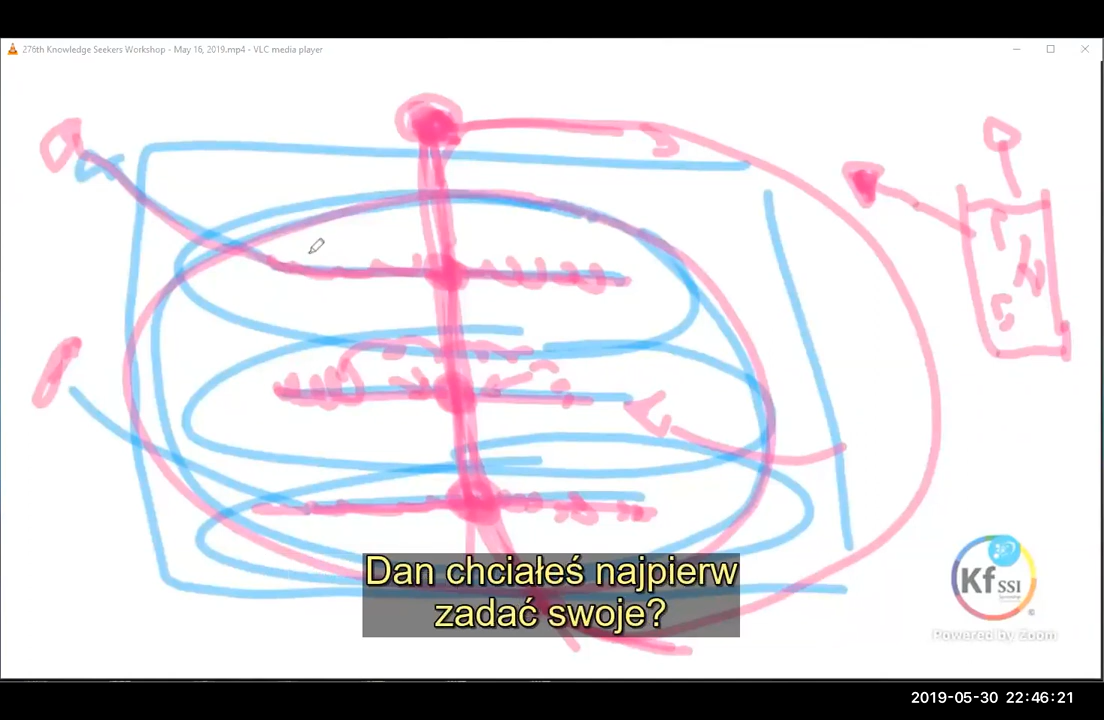 276th Knowledge Seekers Workshop - May 16, 2019.mp4 - VLC media player
Kf SSI
Powered by Zoom
Dan chciałeś najpierw
zadać swoje?
2019-05-30 22:46:21